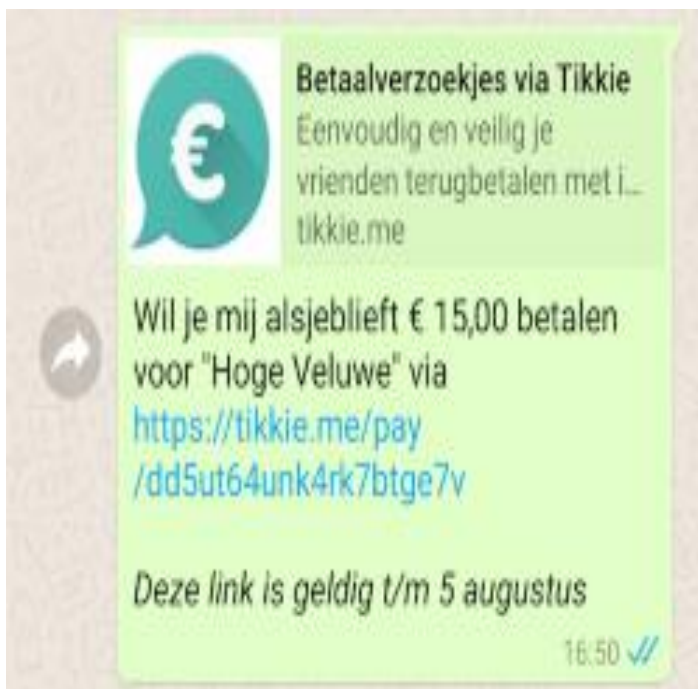 €
Betaalverzoekjes via Tikkie
Eenvoudig en veilig je
vrienden terugbetalen met i...
tikkie.me
Wil je mij alsjeblieft € 15,00 betalen
voor "Hoge Veluwe" via
https://tikkie.me/pay
/dd5ut64unk4rk7btge7v
Deze link is geldig t/m 5 augustus
16:50